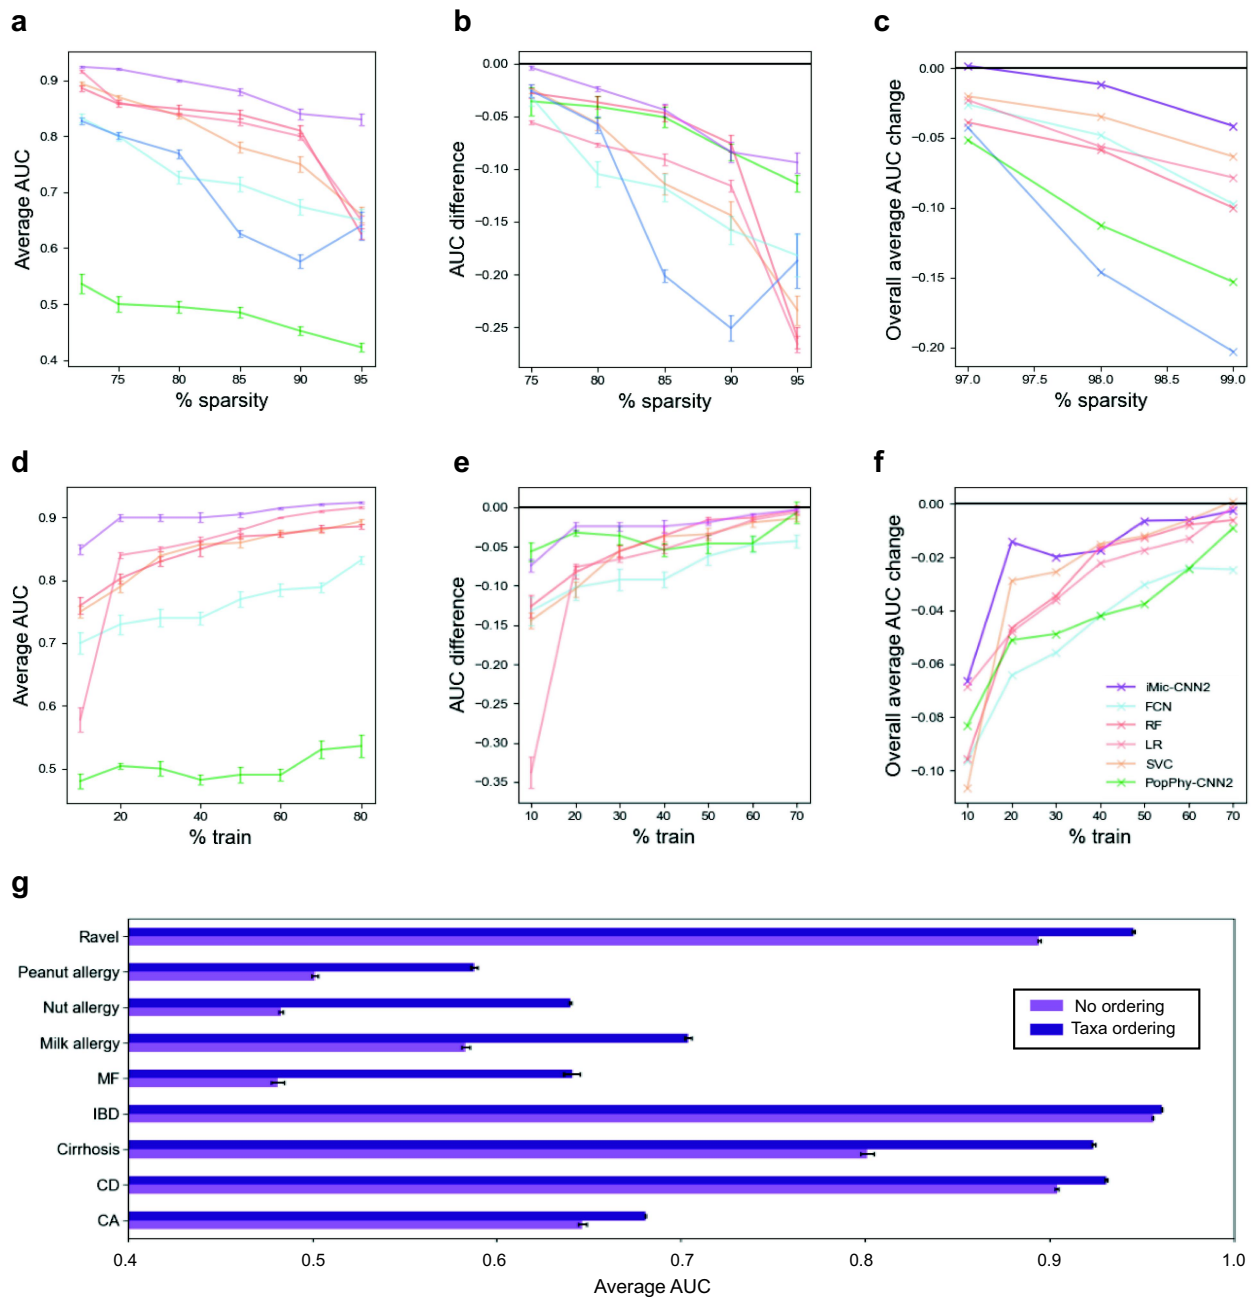 a
b
c
0.9
0.8
0.7
0.6
0.5
0.4
Average AUC
75
80
85
90
95
% sparsity
0.00
−0.05
−0.10
−0.15
−0.20
−0.25
AUC difference
75
80
85
90
95
% sparsity
0.00
−0.05
−0.10
−0.15
−0.20
Overall average AUC change
97.0
97.5
98.0
98.5
99.0
% sparsity
d
e
f
0.9
0.8
0.7
0.6
0.5
Average AUC
20
40
60
80
% train
0.00
−0.05
−0.10
−0.15
−0.20
−0.25
−0.30
−0.35
AUC difference
10
20
30
40
50
60
70
% train
0.00
−0.02
−0.04
−0.06
−0.08
−0.10
Overall average AUC change
iMic-CNN2
FCN
RF
LR
SVC
PopPhy-CNN2
10
20
30
40
50
60
70
% train
g
Ravel
Peanut allergy
Nut allergy
Milk allergy
MF
IBD
Cirrhosis
CD
CA
No ordering
Taxa ordering
0.4
0.5
0.6
0.7
0.8
0.9
1.0
Average AUC